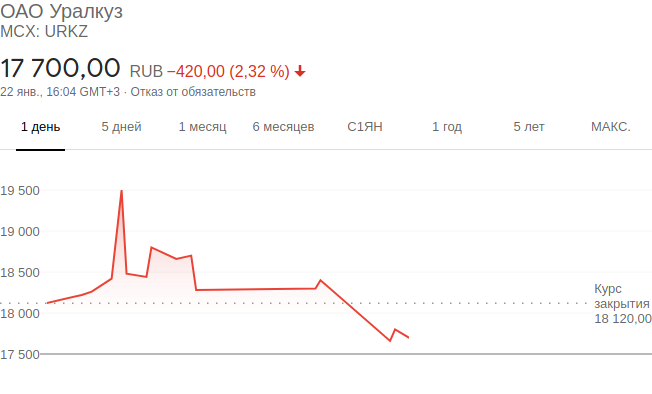 ОАО Уралкуз
MCX: URKZ
17 700,00 RUB −420,00 (2,32 %)
22 янв., 16:04 GMT+3 · Отказ от обязательств
1 день 5 дней 1 месяц 6 месяцев С1ЯН 1 год 5 лет МАКС.
19 500
19 000
18 500
Курс
закрытия
18 120,00
18 000
17 500